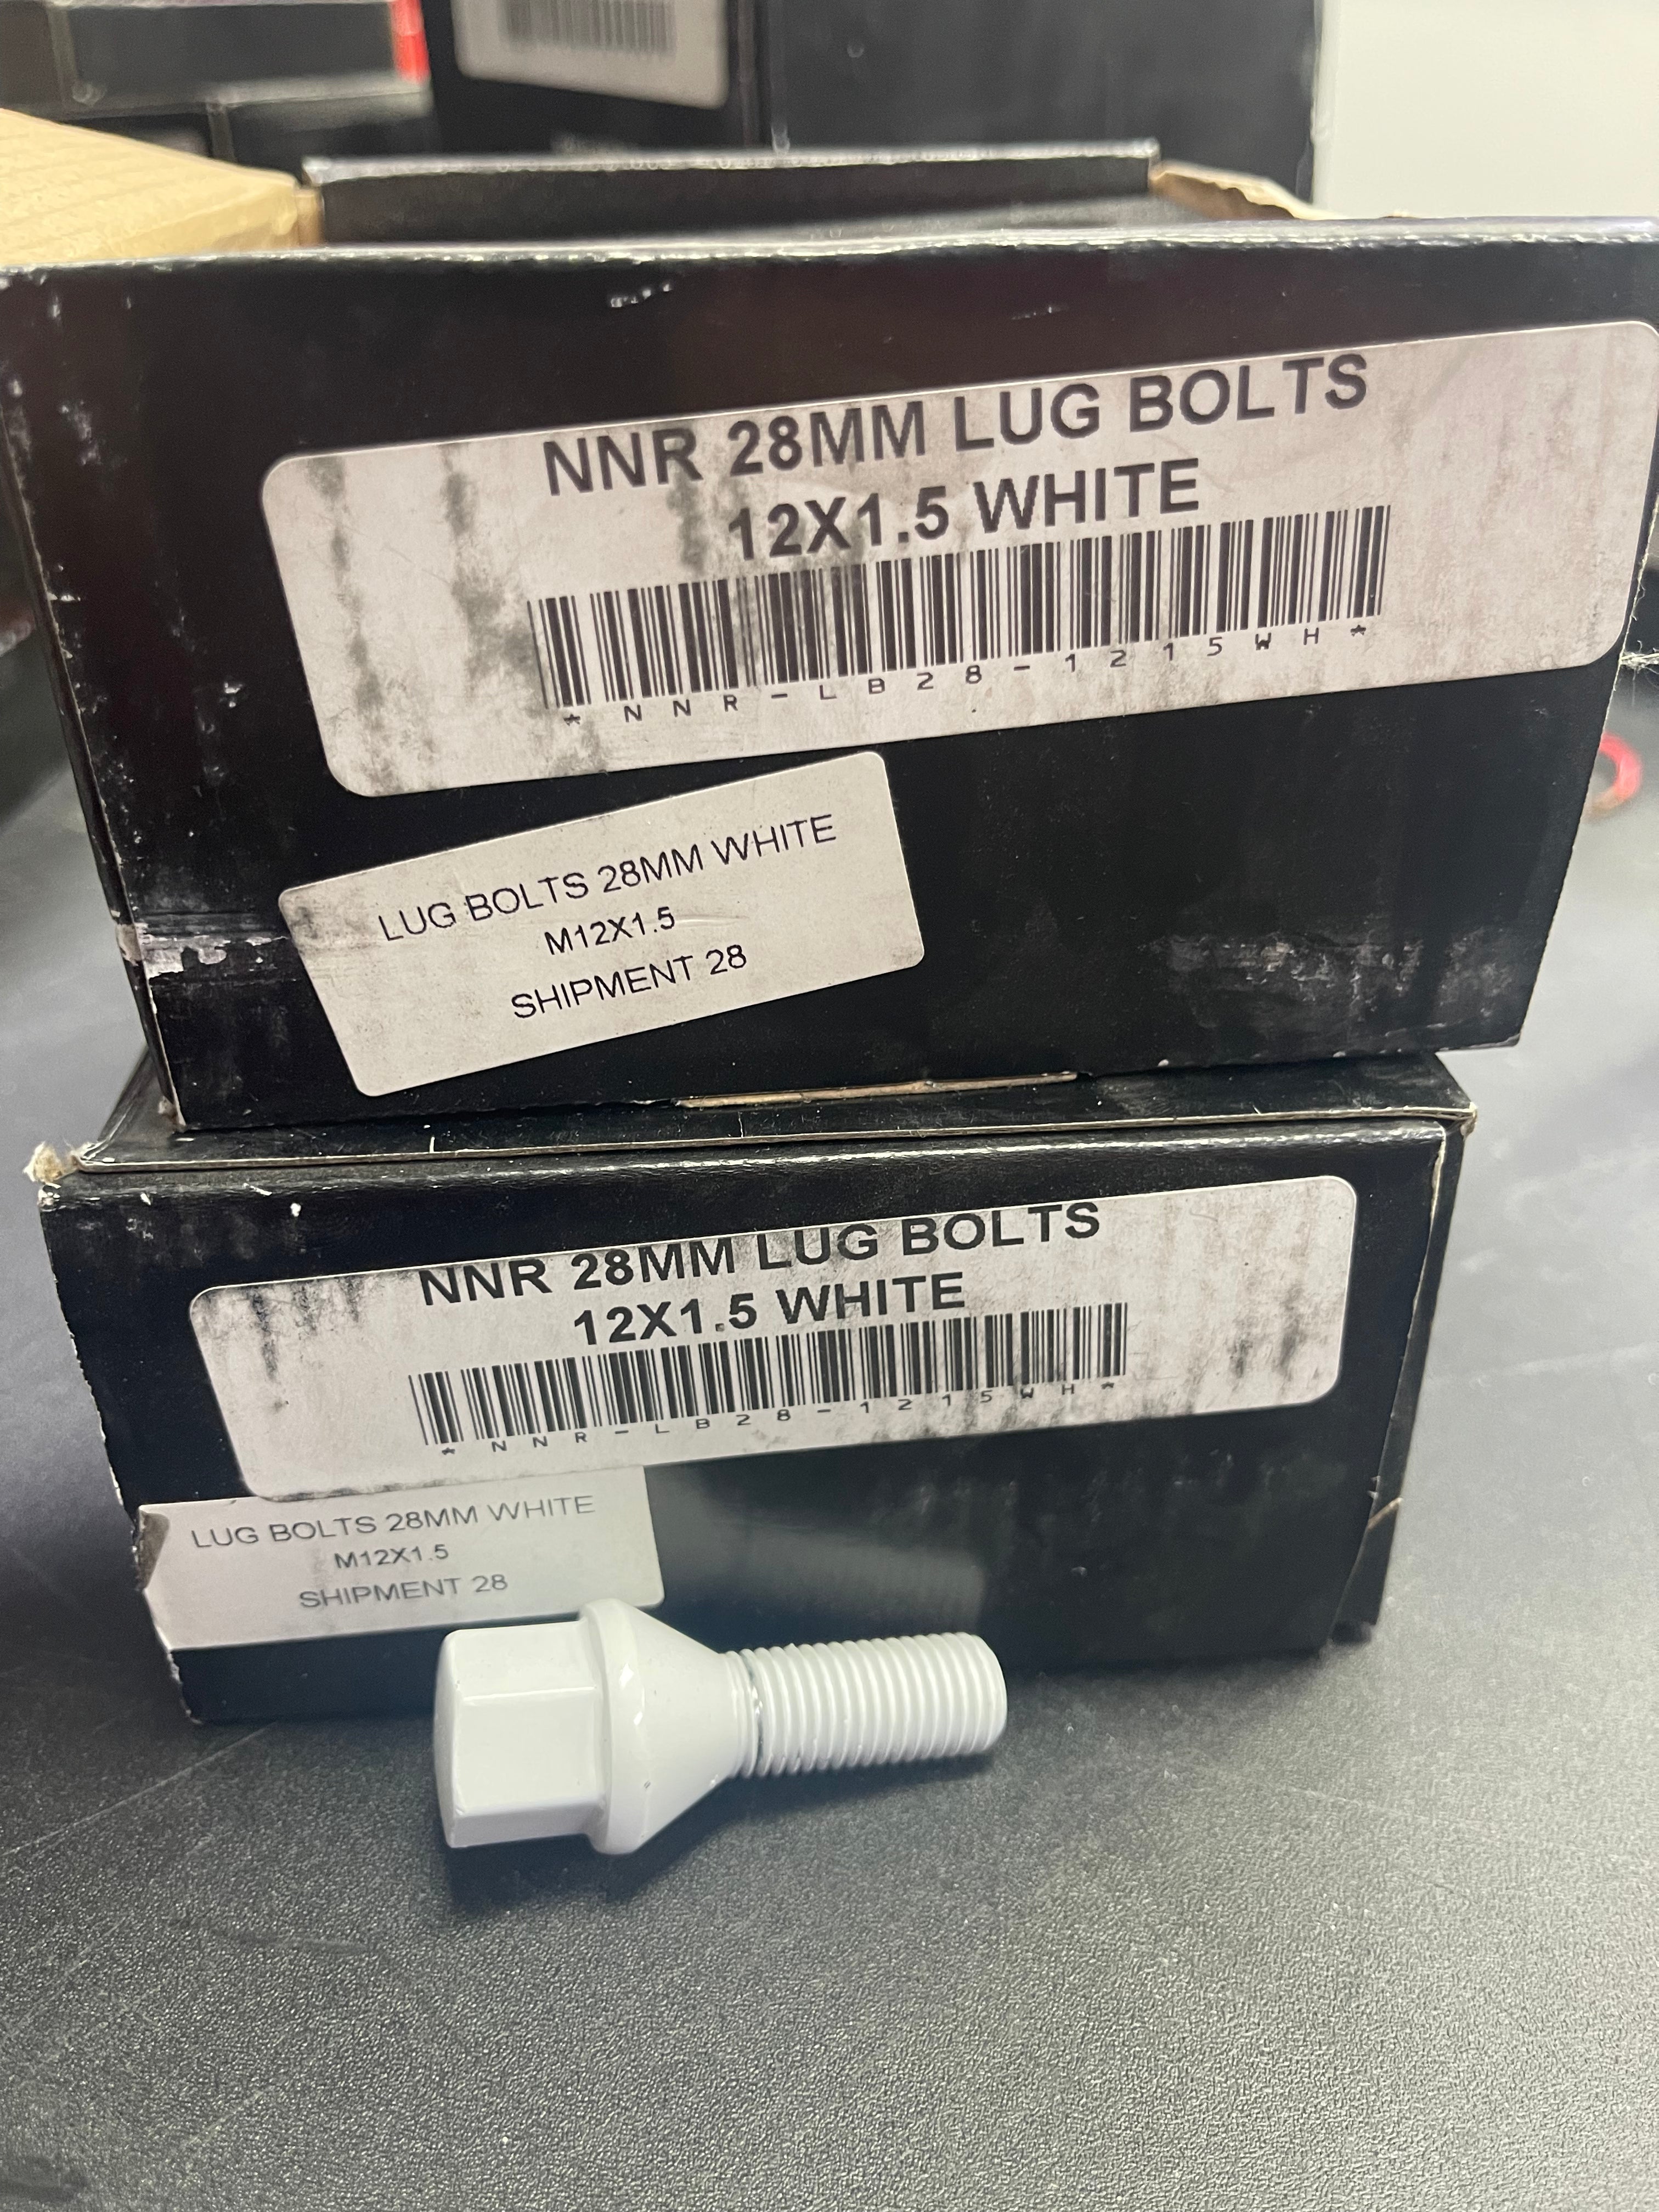 NNR 28MM LUG BOLTS
12X1.5 WHITE
*NNR-LB28-1215WH*
LUG BOLTS 28MM WHITE
M12X1.5
SHIPMENT 28
NNR 28MM LUG BOLTS
12X1.5 WHITE
*NNR-LB28-1215WH*
LUG BOLTS 28MM WHITE
M12X1.5
SHIPMENT 28